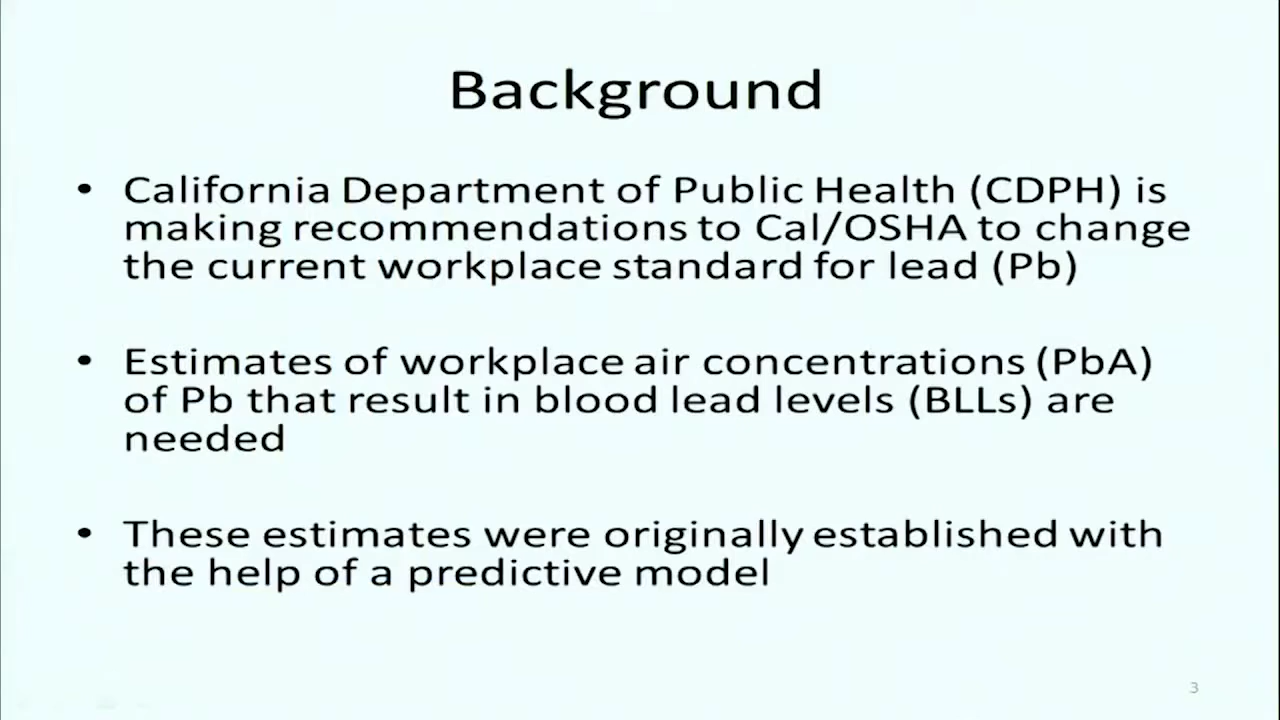 Background
• California Department of Public Health (CDPH) is
making recommendations to Cal/OSHA to change
the current workplace standard for lead (Pb)
• Estimates of workplace air concentrations (PbA)
of Pb that result in blood lead levels (BLLs) are
needed
• These estimates were originally established with
the help of a predictive model
3